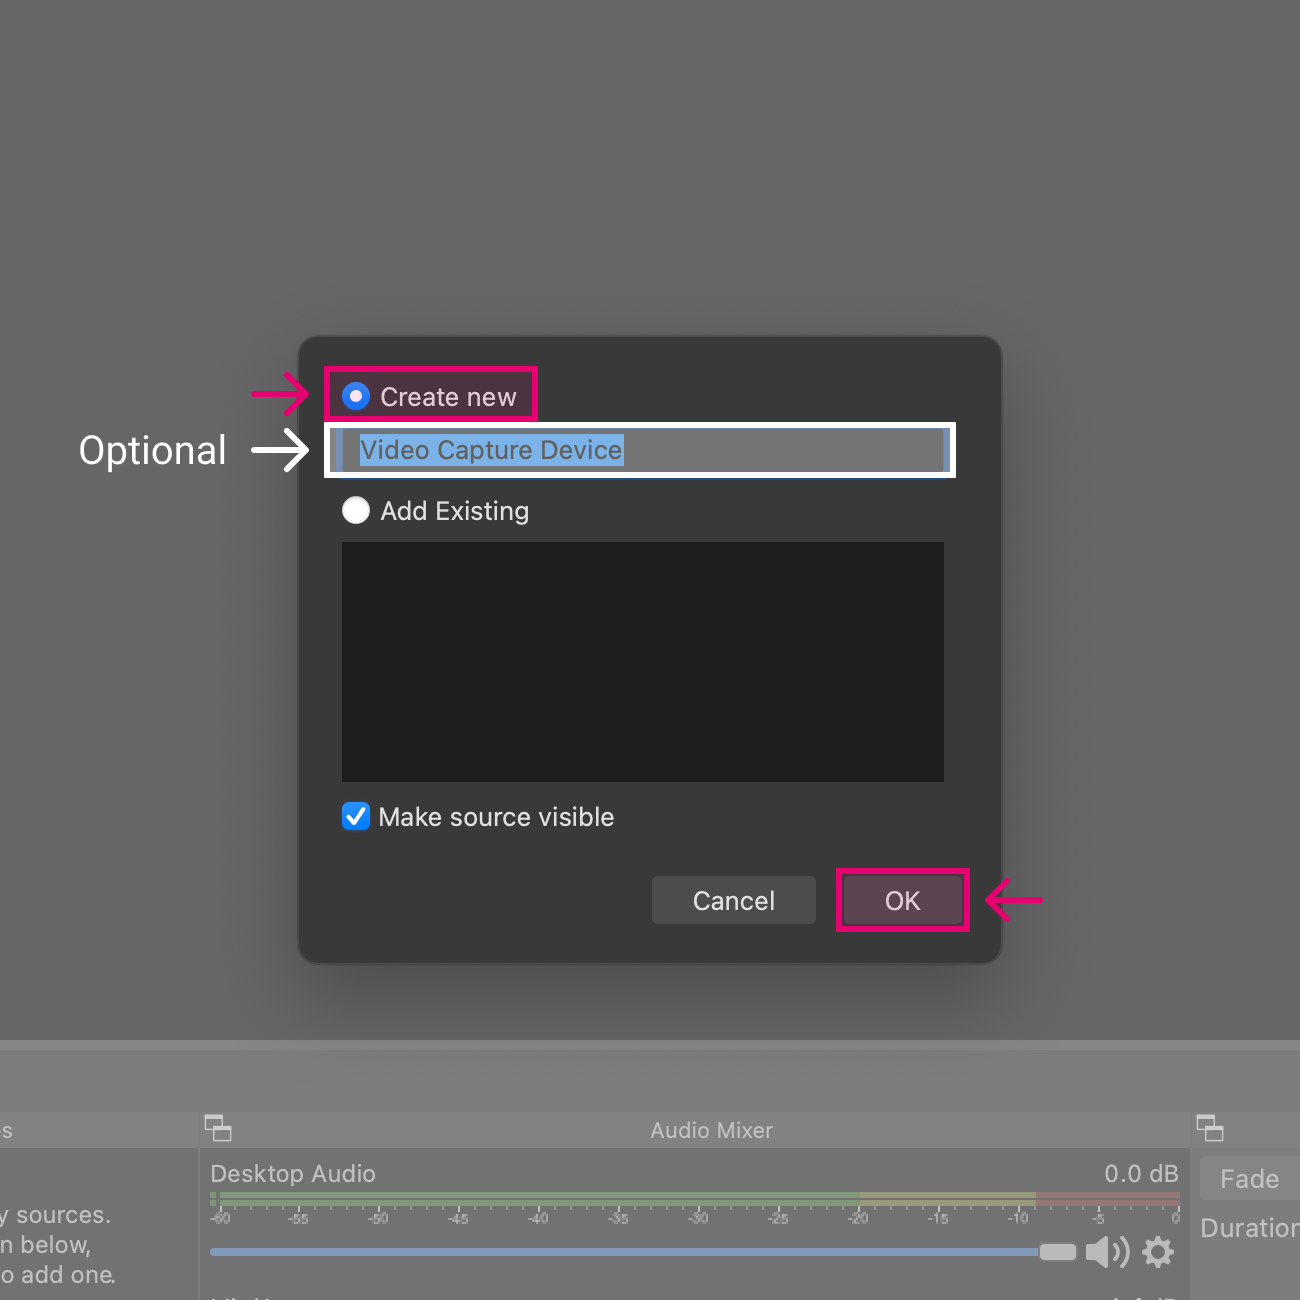 Create new
Optional
Video Capture Device
Add Existing
Make source visible
Cancel
OK
s
Audio Mixer
Desktop Audio
0.0 dB
-60 -55 -50 -45 -40 -35 -30 -25 -20 -15 -10 -5 0
Fade
y sources.
n below,
o add one.
Duration